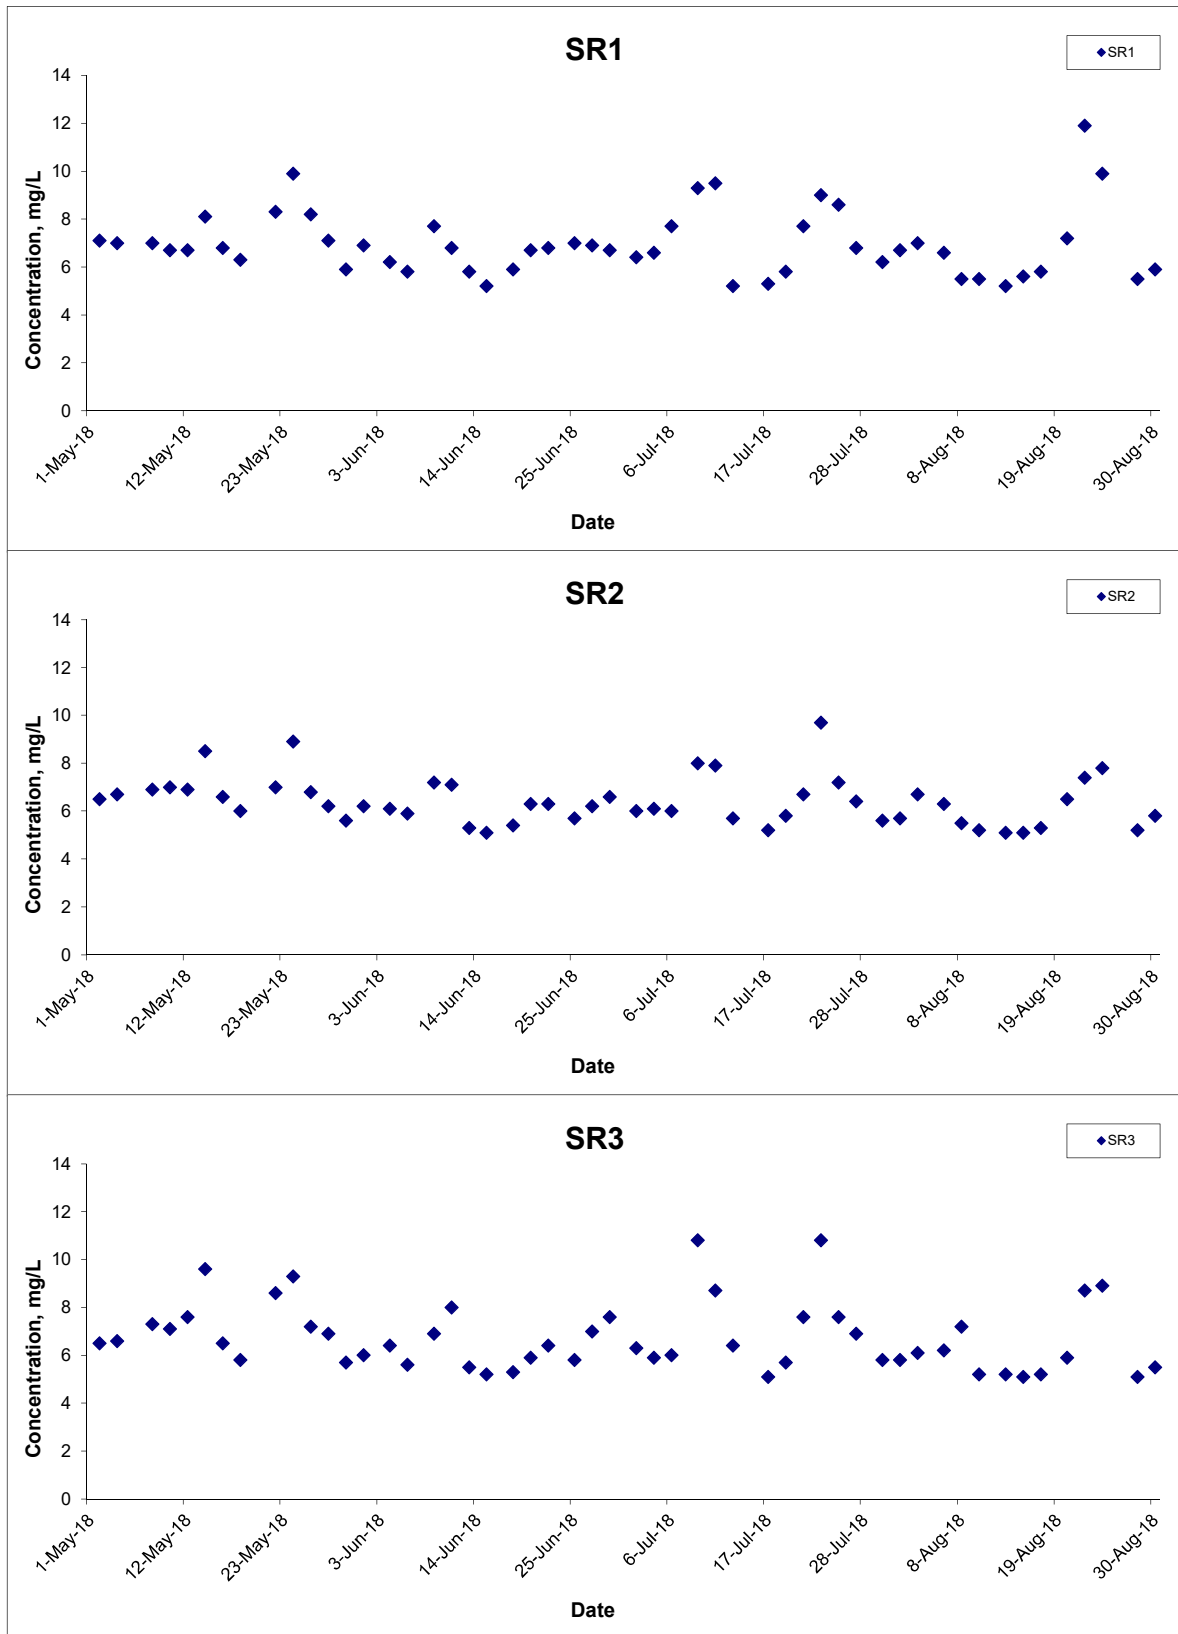 SR1
SR1
14
12
10
8
6
4
2
0
Concentration, mg/L
1-May-18 12-May-18 23-May-18 3-Jun-18 14-Jun-18 25-Jun-18 6-Jul-18 17-Jul-18 28-Jul-18 8-Aug-18 19-Aug-18 30-Aug-18
Date
SR2
SR2
14
12
10
8
6
4
2
0
Concentration, mg/L
1-May-18 12-May-18 23-May-18 3-Jun-18 14-Jun-18 25-Jun-18 6-Jul-18 17-Jul-18 28-Jul-18 8-Aug-18 19-Aug-18 30-Aug-18
Date
SR3
SR3
14
12
10
8
6
4
2
0
Concentration, mg/L
1-May-18 12-May-18 23-May-18 3-Jun-18 14-Jun-18 25-Jun-18 6-Jul-18 17-Jul-18 28-Jul-18 8-Aug-18 19-Aug-18 30-Aug-18
Date